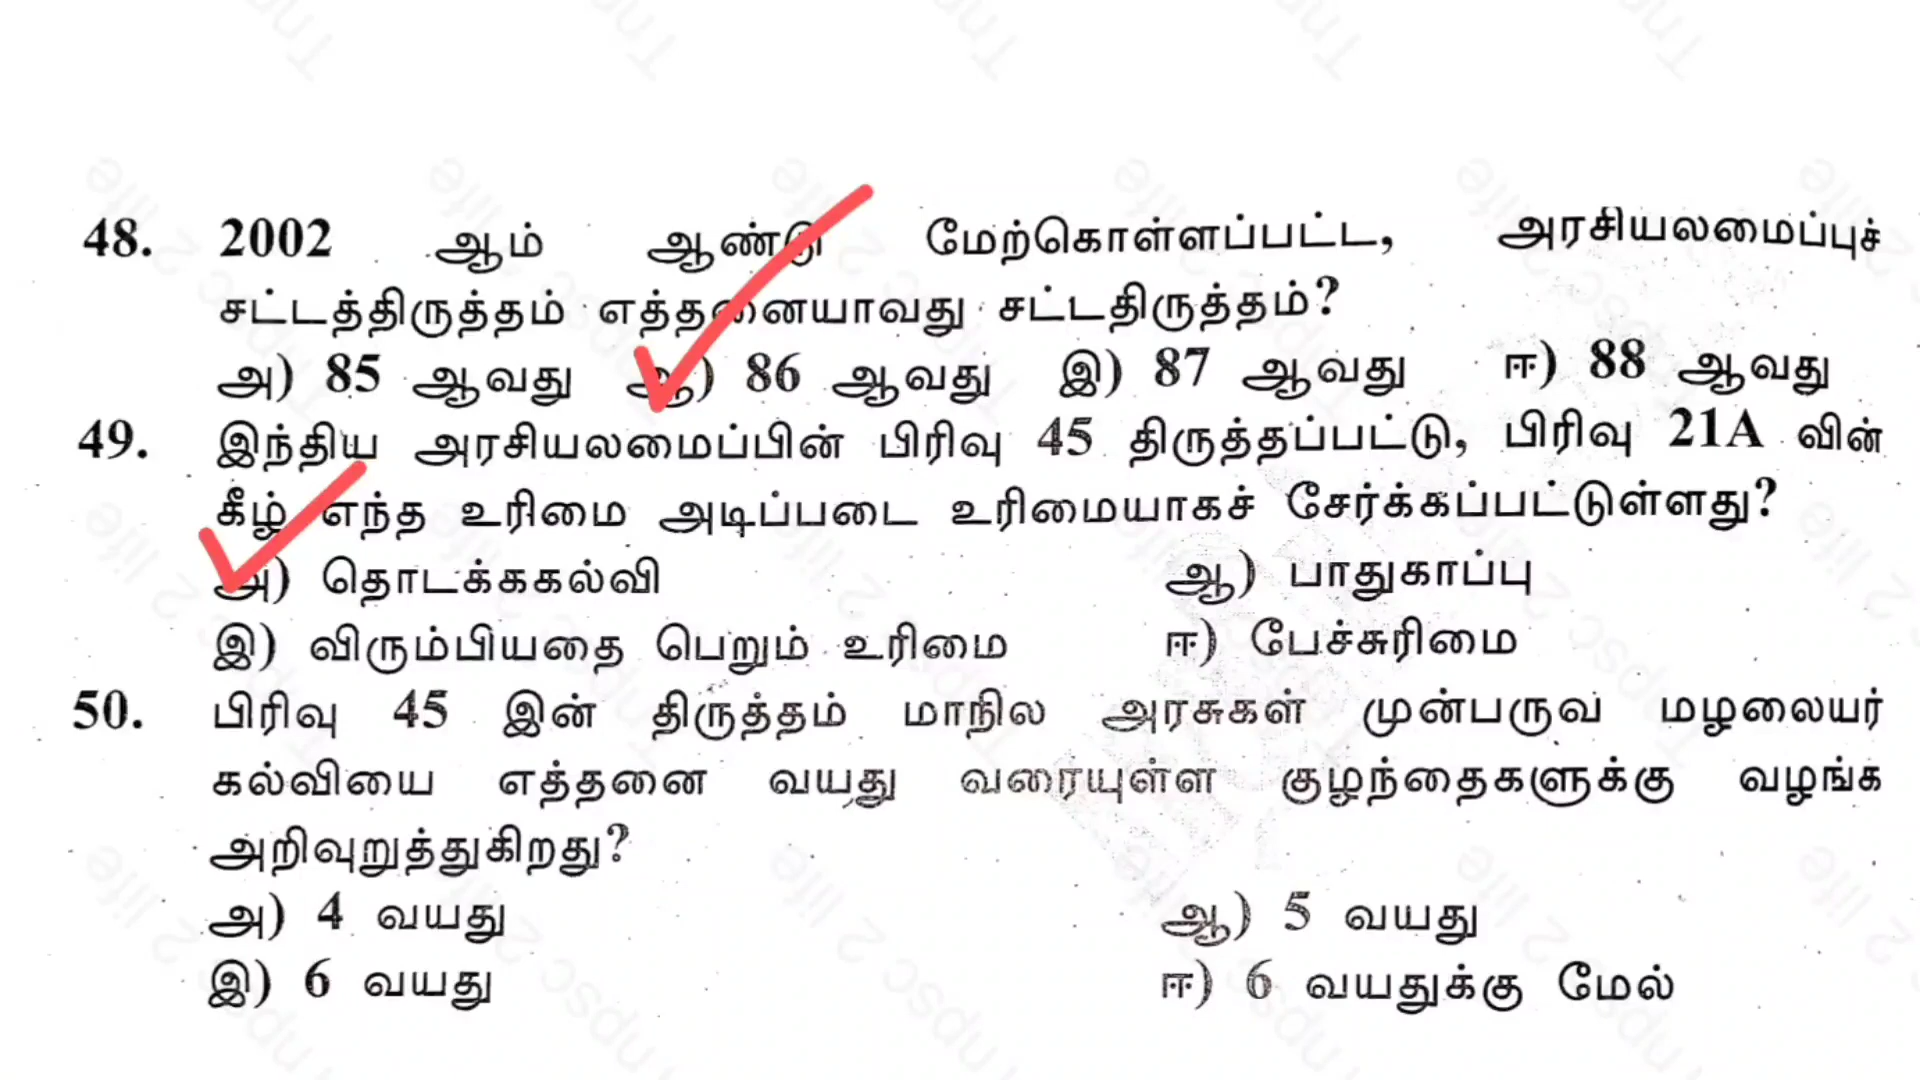 48. 2002 ஆம் ஆண்டு மேற்கொள்ளப்பட்ட, அரசியலமைப்புச்
சட்டத்திருத்தம் எத்தனையாவது சட்டதிருத்தம்?
அ) 85 ஆவது ஆ) 86 ஆவது இ) 87 ஆவது ஈ) 88 ஆவது
49. இந்திய அரசியலமைப்பின் பிரிவு 45 திருத்தப்பட்டு, பிரிவு 21A வின்
கீழ் எந்த உரிமை அடிப்படை உரிமையாகச் சேர்க்கப்பட்டுள்ளது?
அ) தொடக்ககல்வி ஆ) பாதுகாப்பு
இ) விரும்பியதை பெறும் உரிமை ஈ) பேச்சுரிமை
50. பிரிவு 45 இன் திருத்தம் மாநில அரசுகள் முன்பருவ மழலையர்
கல்வியை எத்தனை வயது வரையுள்ள குழந்தைகளுக்கு வழங்க
அறிவுறுத்துகிறது?
அ) 4 வயது ஆ) 5 வயது
இ) 6 வயது ஈ) 6 வயதுக்கு மேல்
Tnpsc 2 life